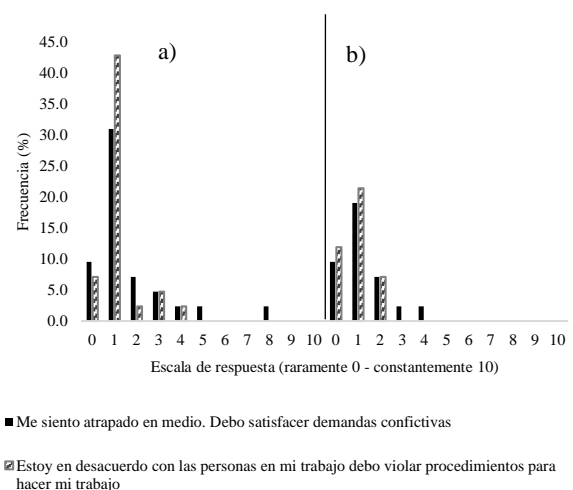 a)
b)
45.0
40.0
35.0
30.0
25.0
20.0
15.0
10.0
5.0
0.0
Frecuencia (%)
0 1 2 3 4 5 6 7 8 9 10 0 1 2 3 4 5 6 7 8 9 10
Escala de respuesta (raramente 0 - constantemente 10)
Me siento atrapado en medio. Debo satisfacer demandas confictivas
Estoy en desacuerdo con las personas en mi trabajo debo violar procedimientos para
hacer mi trabajo